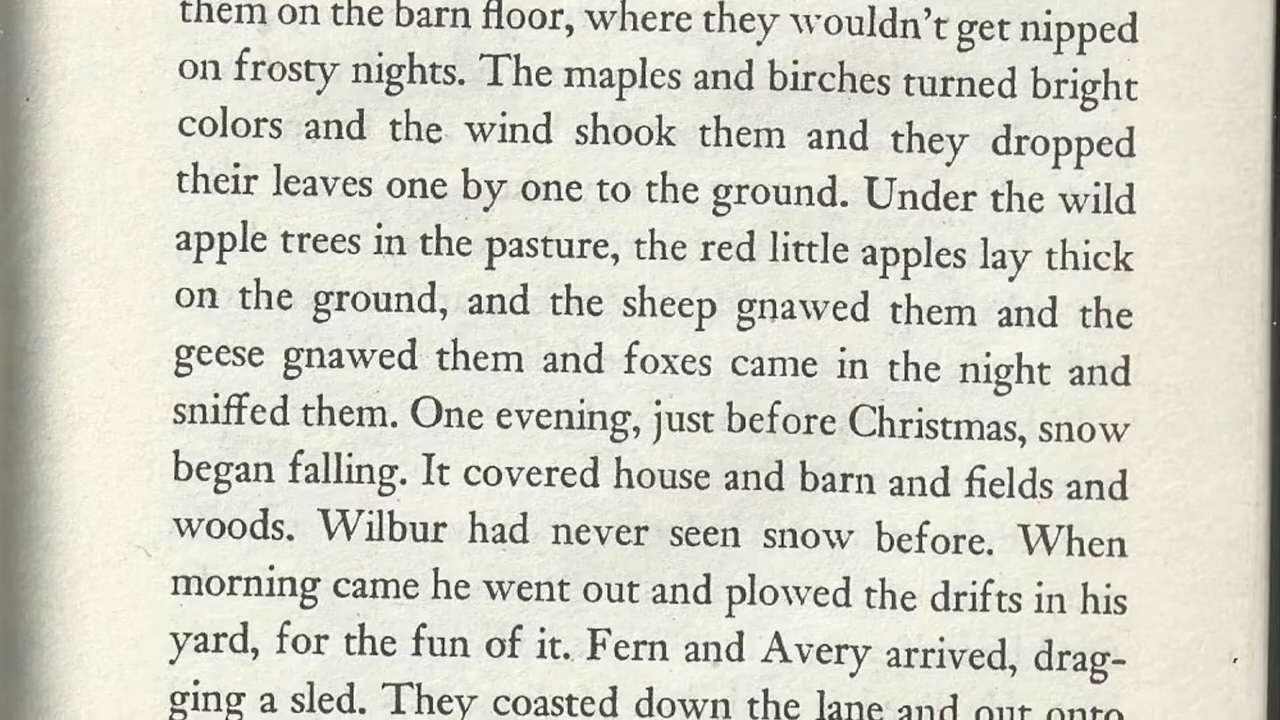 them on the barn floor, where they wouldn't get nipped
on frosty nights. The maples and birches turned bright
colors and the wind shook them and they dropped
their leaves one by one to the ground. Under the wild
apple trees in the pasture, the red little apples lay thick
on the ground, and the sheep gnawed them and the
geese gnawed them and foxes came in the night and
sniffed them. One evening, just before Christmas, snow
began falling. It covered house and barn and fields and
woods. Wilbur had never seen snow before. When
morning came he went out and plowed the drifts in his
yard, for the fun of it. Fern and Avery arrived, drag-
ging a sled. They coasted down the lane and out onto